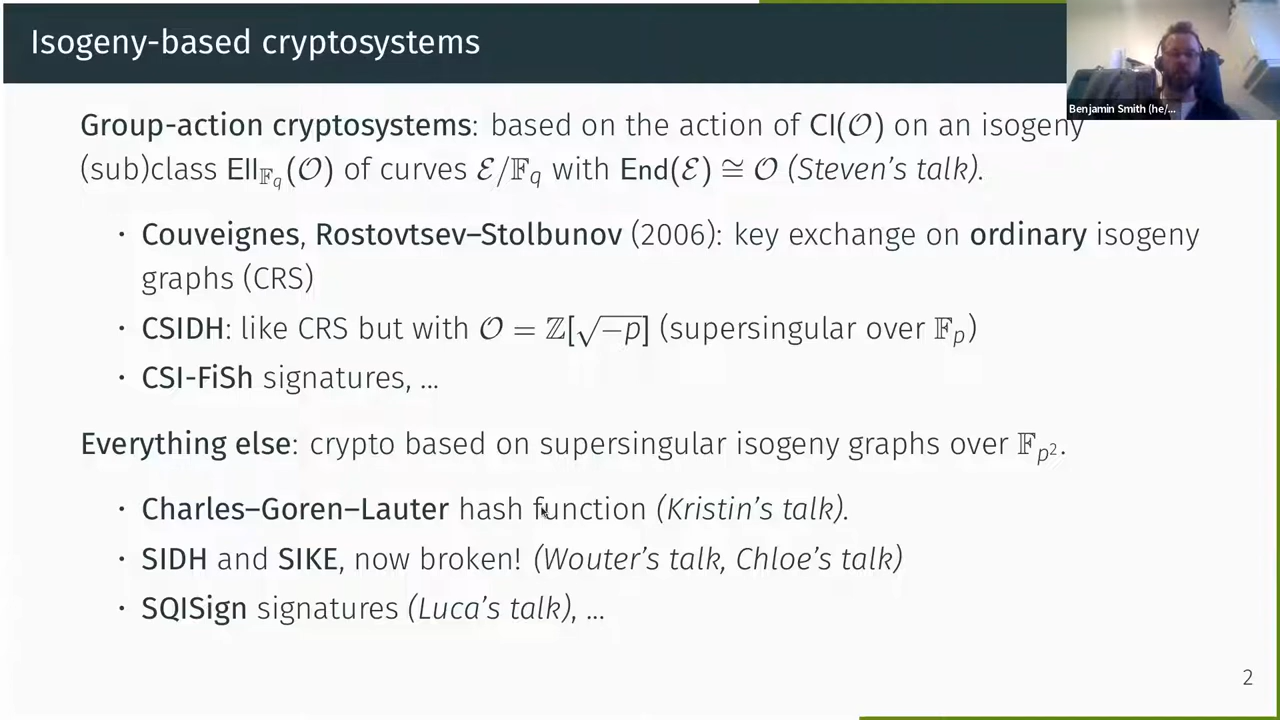 Isogeny-based cryptosystems
Benjamin Smith (he/...
Group-action cryptosystems: based on the action of Cl(𝒪) on an isogeny
(sub)class Ell_{𝔽_q}(𝒪) of curves ℰ/𝔽_q with End(ℰ) ≅ 𝒪 (Steven's talk).
· Couveignes, Rostovtsev–Stolbunov (2006): key exchange on ordinary isogeny
graphs (CRS)
· CSIDH: like CRS but with 𝒪 = ℤ[√−p] (supersingular over 𝔽_p)
· CSI-FiSh signatures, ...
Everything else: crypto based on supersingular isogeny graphs over 𝔽_{p²}.
· Charles–Goren–Lauter hash function (Kristin's talk).
· SIDH and SIKE, now broken! (Wouter's talk, Chloe's talk)
· SQISign signatures (Luca's talk), ...
2